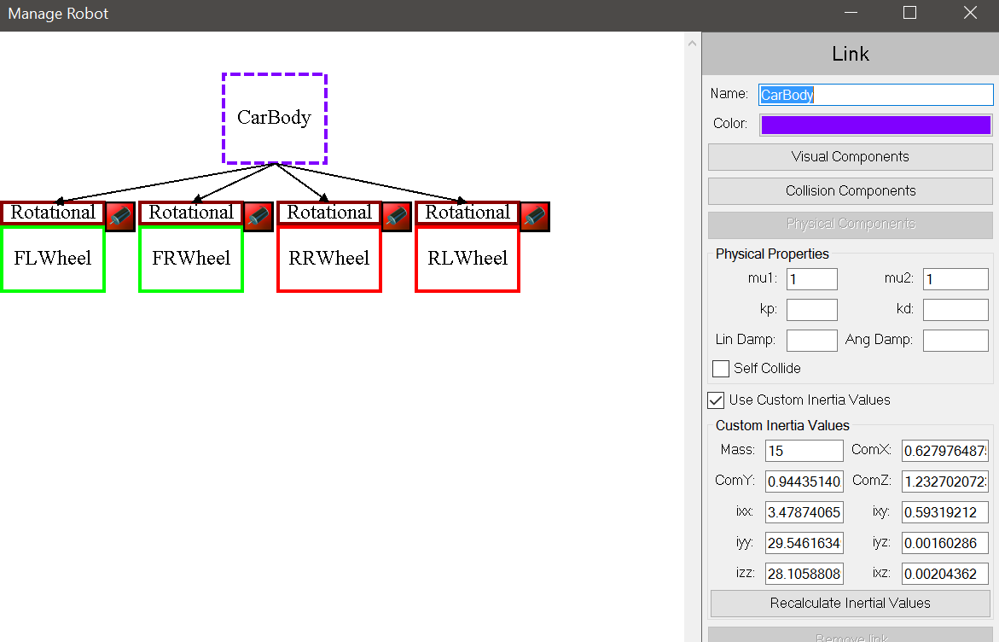 Manage Robot
CarBody
Rotational
Rotational
Rotational
Rotational
FLWheel
FRWheel
RRWheel
RLWheel
Link
Name: CarBody
Color:
Visual Components
Collision Components
Physical Components
Physical Properties
mu1: 1 mu2: 1
kp: kd:
Lin Damp: Ang Damp:
Self Collide
Use Custom Inertia Values
Custom Inertia Values
Mass: 15 ComX: 0.627976487
ComY: 0.94435140 ComZ: 1.232702072
ixx: 3.47874065 ixy: 0.59319212
iyy: 29.5461634 iyz: 0.00160286
izz: 28.1058808 ixz: 0.00204362
Recalculate Inertial Values
Remove link